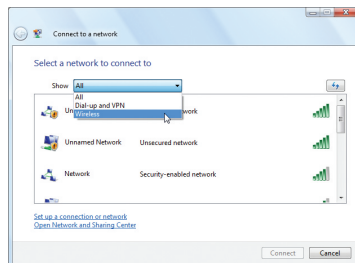 Connect to a network
Select a network to connect to
Show All
All
Dial-up and VPN
Wireless
Un work
Unnamed Network Unsecured network
Network Security-enabled network
Set up a connection or network
Open Network and Sharing Center
Connect Cancel